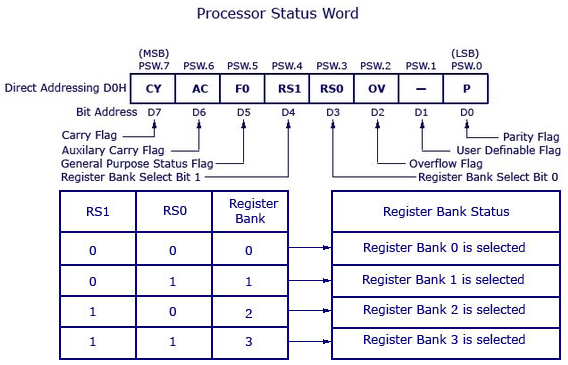 Processor Status Word
(MSB) (LSB)
PSW.7 PSW.6 PSW.5 PSW.4 PSW.3 PSW.2 PSW.1 PSW.0
Direct Addressing D0H CY AC F0 RS1 RS0 OV — P
Bit Address D7 D6 D5 D4 D3 D2 D1 D0
Carry Flag Parity Flag
Auxilary Carry Flag User Definable Flag
General Purpose Status Flag Overflow Flag
Register Bank Select Bit 1 Register Bank Select Bit 0
RS1 RS0 Register Bank Register Bank Status
0 0 0 Register Bank 0 is selected
0 1 1 Register Bank 1 is selected
1 0 2 Register Bank 2 is selected
1 1 3 Register Bank 3 is selected